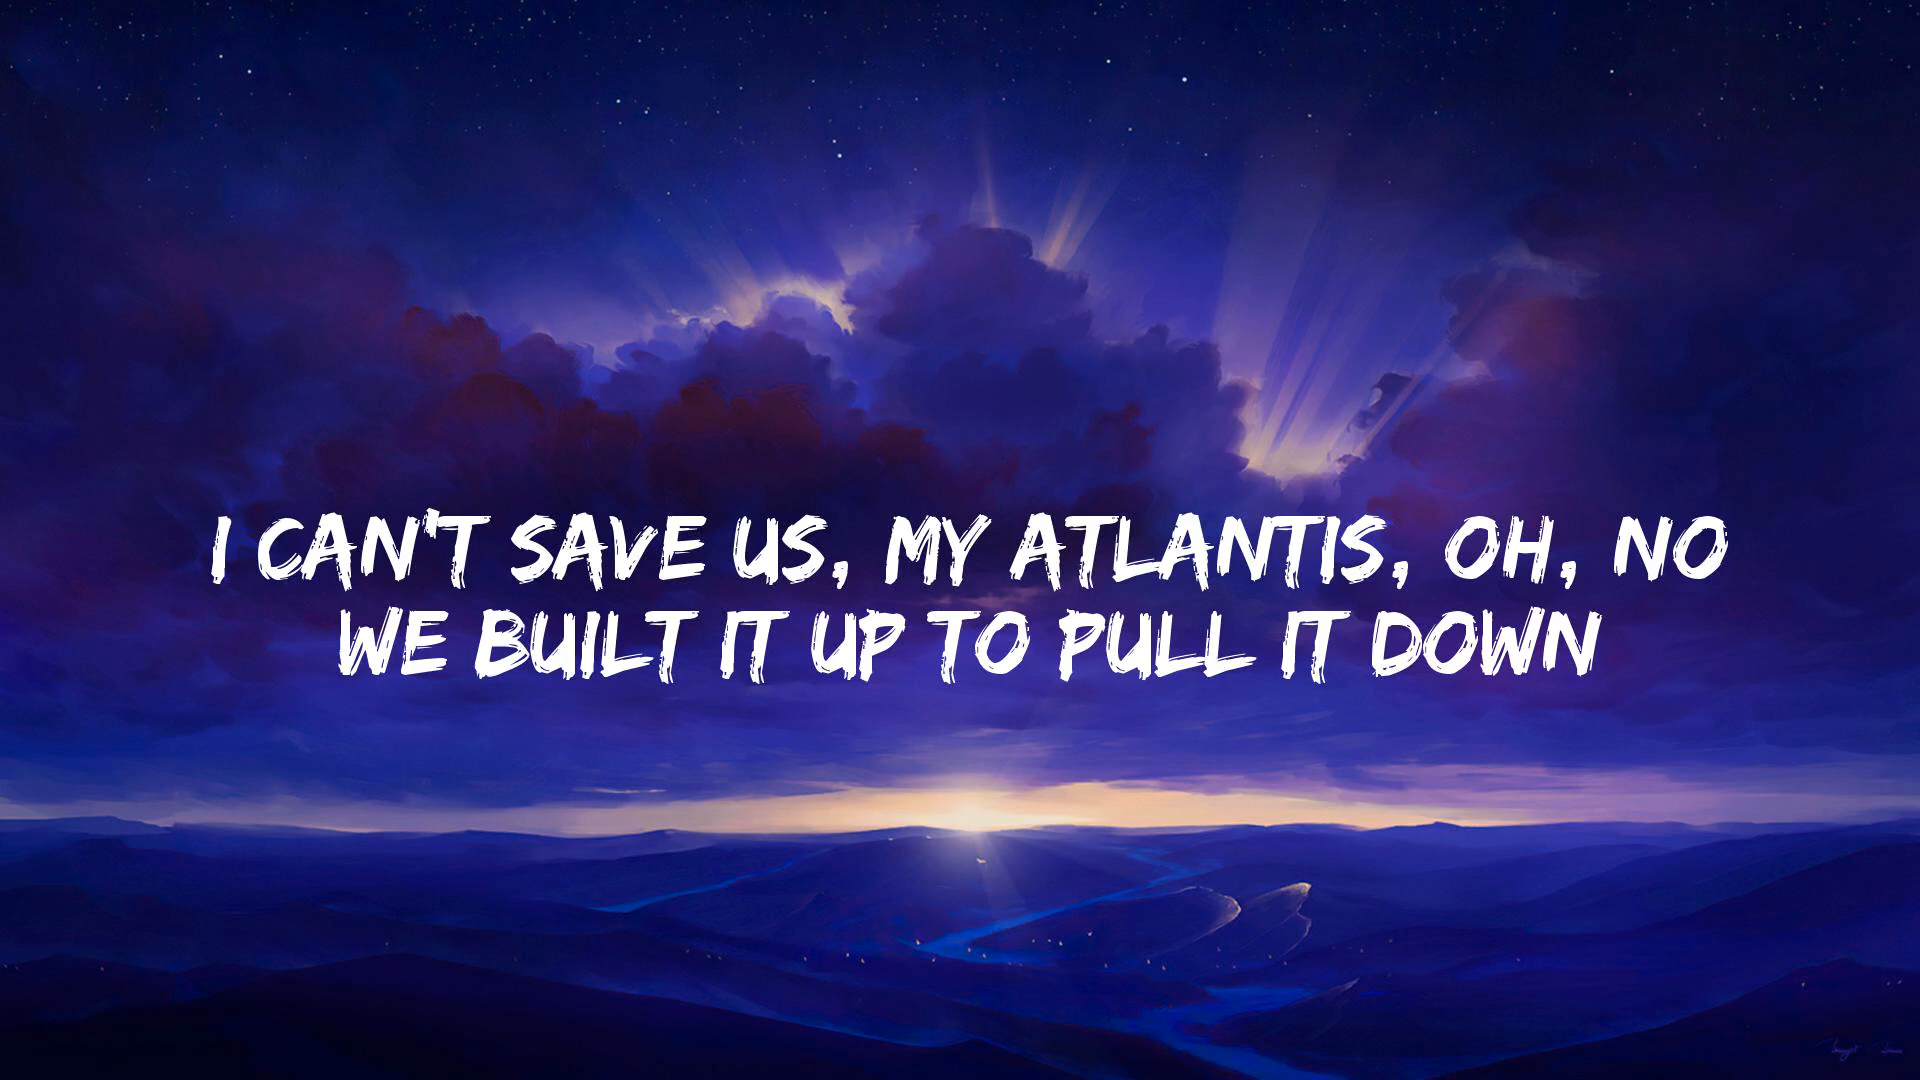 I CAN'T SAVE US, MY ATLANTIS, OH, NO
WE BUILT IT UP TO PULL IT DOWN